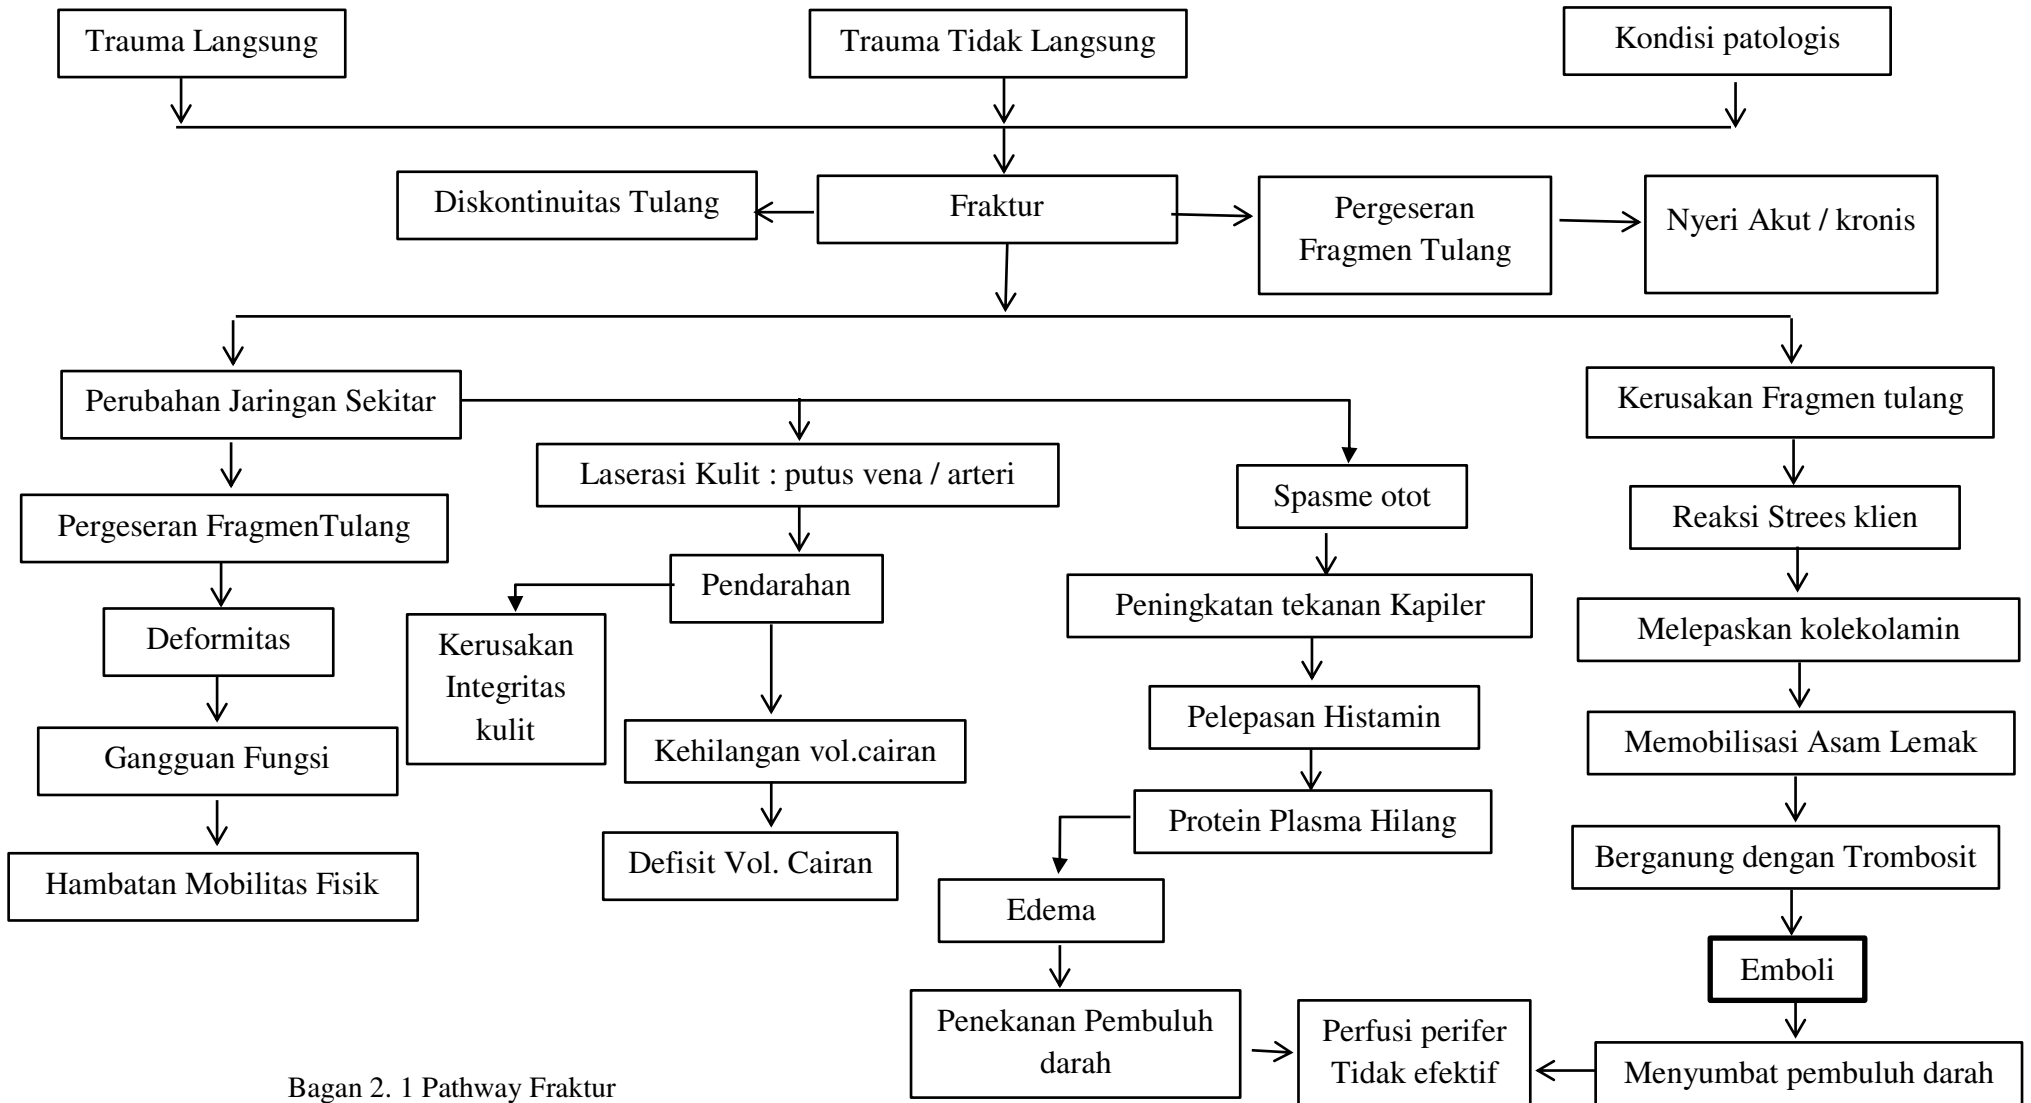 Trauma Langsung
Trauma Tidak Langsung
Kondisi patologis
Diskontinuitas Tulang
Fraktur
Pergeseran
Fragmen Tulang
Nyeri Akut / kronis
Perubahan Jaringan Sekitar
Kerusakan Fragmen tulang
Laserasi Kulit : putus vena / arteri
Spasme otot
Pergeseran FragmenTulang
Reaksi Strees klien
Pendarahan
Peningkatan tekanan Kapiler
Deformitas
Kerusakan
Integritas
kulit
Melepaskan kolekolamin
Pelepasan Histamin
Gangguan Fungsi
Kehilangan vol.cairan
Memobilisasi Asam Lemak
Protein Plasma Hilang
Hambatan Mobilitas Fisik
Defisit Vol. Cairan
Berganung dengan Trombosit
Edema
Emboli
Penekanan Pembuluh
darah
Perfusi perifer
Tidak efektif
Menyumbat pembuluh darah
Bagan 2. 1 Pathway Fraktur